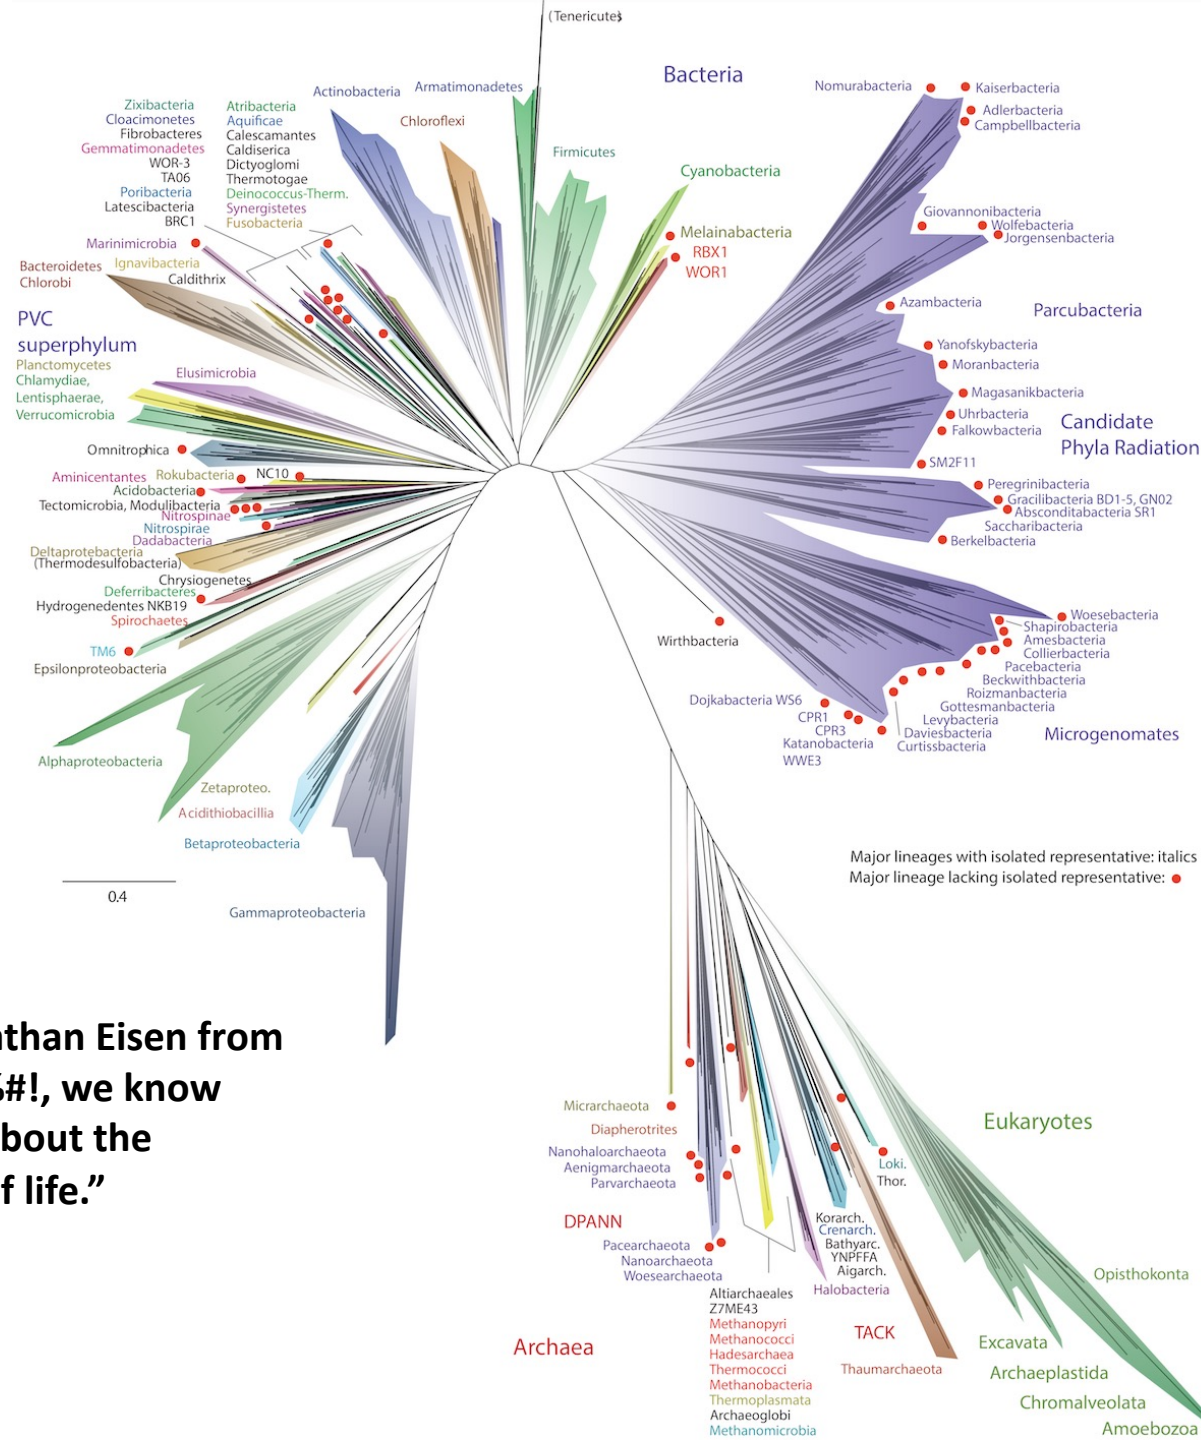 (Tenericutes)
Bacteria
Actinobacteria
Armatimonadetes
Nomurabacteria
Kaiserbacteria
Adlerbacteria
Campbellbacteria
Zixibacteria
Cloacimonetes
Fibrobacteres
Gemmatimonadetes
WOR-3
TA06
Poribacteria
Latescibacteria
BRC1
Atribacteria
Aquificae
Calescamantes
Caldiserica
Dictyoglomi
Thermotogae
Deinococcus-Therm.
Synergistetes
Fusobacteria
Chloroflexi
Firmicutes
Cyanobacteria
Melainabacteria
RBX1
WOR1
Giovannonibacteria
Wolfebacteria
Jorgensenbacteria
Marinimicrobia
Bacteroidetes
Chlorobi
Ignavibacteria
Caldithrix
Azambacteria
Parcubacteria
PVC
superphylum
Planctomycetes
Chlamydiae,
Lentisphaerae,
Verrucomicrobia
Elusimicrobia
Yanofskybacteria
Moranbacteria
Magasanikbacteria
Uhrbacteria
Falkowbacteria
Candidate
Phyla Radiation
SM2F11
Omnitrophica
Aminicentantes
Rokubacteria
NC10
Acidobacteria
Tectomicrobia, Modulibacteria
Nitrospinae
Nitrospirae
Dadabacteria
Deltaprotebacteria
(Thermodesulfobacteria)
Chrysiogenetes
Deferribacteres
Hydrogenedentes NKB19
Spirochaetes
TM6
Epsilonproteobacteria
Peregrinibacteria
Gracilibacteria BD1-5, GN02
Absconditabacteria SR1
Saccharibacteria
Berkelbacteria
Woesebacteria
Shapirobacteria
Amesbacteria
Collierbacteria
Pacebacteria
Beckwithbacteria
Roizmanbacteria
Gottesmanbacteria
Levybacteria
Daviesbacteria
Curtissbacteria
Microgenomates
Wirthbacteria
Dojkabacteria WS6
CPR1
CPR3
Katanobacteria
WWE3
Alphaproteobacteria
Zetaproteo.
Acidithiobacillia
Betaproteobacteria
Major lineages with isolated representative: italics
Major lineage lacking isolated representative:
0.4
Gammaproteobacteria
athan Eisen from
%#!, we know
bout the
f life.”
Micrarchaeota
Diapherotrites
Nanohaloarchaeota
Aenigmarchaeota
Parvarchaeota
DPANN
Pacearchaeota
Nanoarchaeota
Woesearchaeota
Eukaryotes
Loki.
Thor.
Korarch.
Crenarch.
Bathyarc.
YNPFFA
Aigarch.
Halobacteria
Altiarchaeales
Z7ME43
Methanopyri
Methanococci
Hadesarchaea
Thermococci
Methanobacteria
Thermoplasmata
Archaeoglobi
Methanomicrobia
Archaea
TACK
Thaumarchaeota
Opisthokonta
Excavata
Archaeplastida
Chromalveolata
Amoebozoa